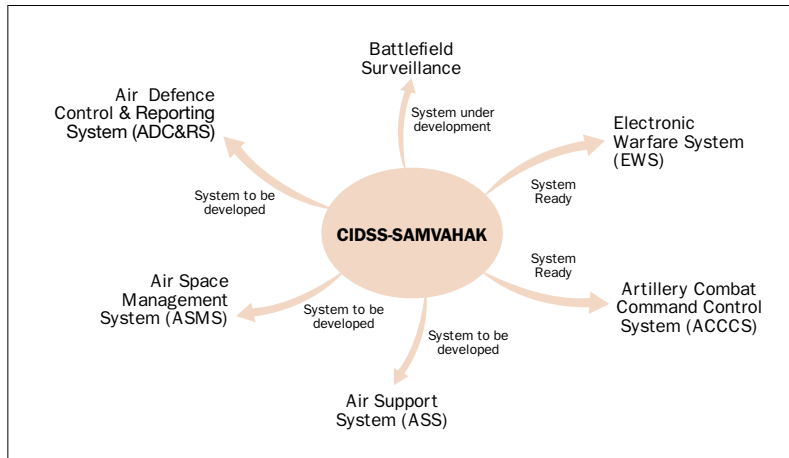 Battlefield
Surveillance
System under
development
Air Defence
Control & Reporting
System (ADC&RS)
System to be
developed
Electronic
Warfare System
(EWS)
System
Ready
CIDSS-SAMVAHAK
System
Ready
Artillery Combat
Command Control
System (ACCCS)
Air Space
Management
System (ASMS)
System to be
developed
System to be
developed
Air Support
System (ASS)